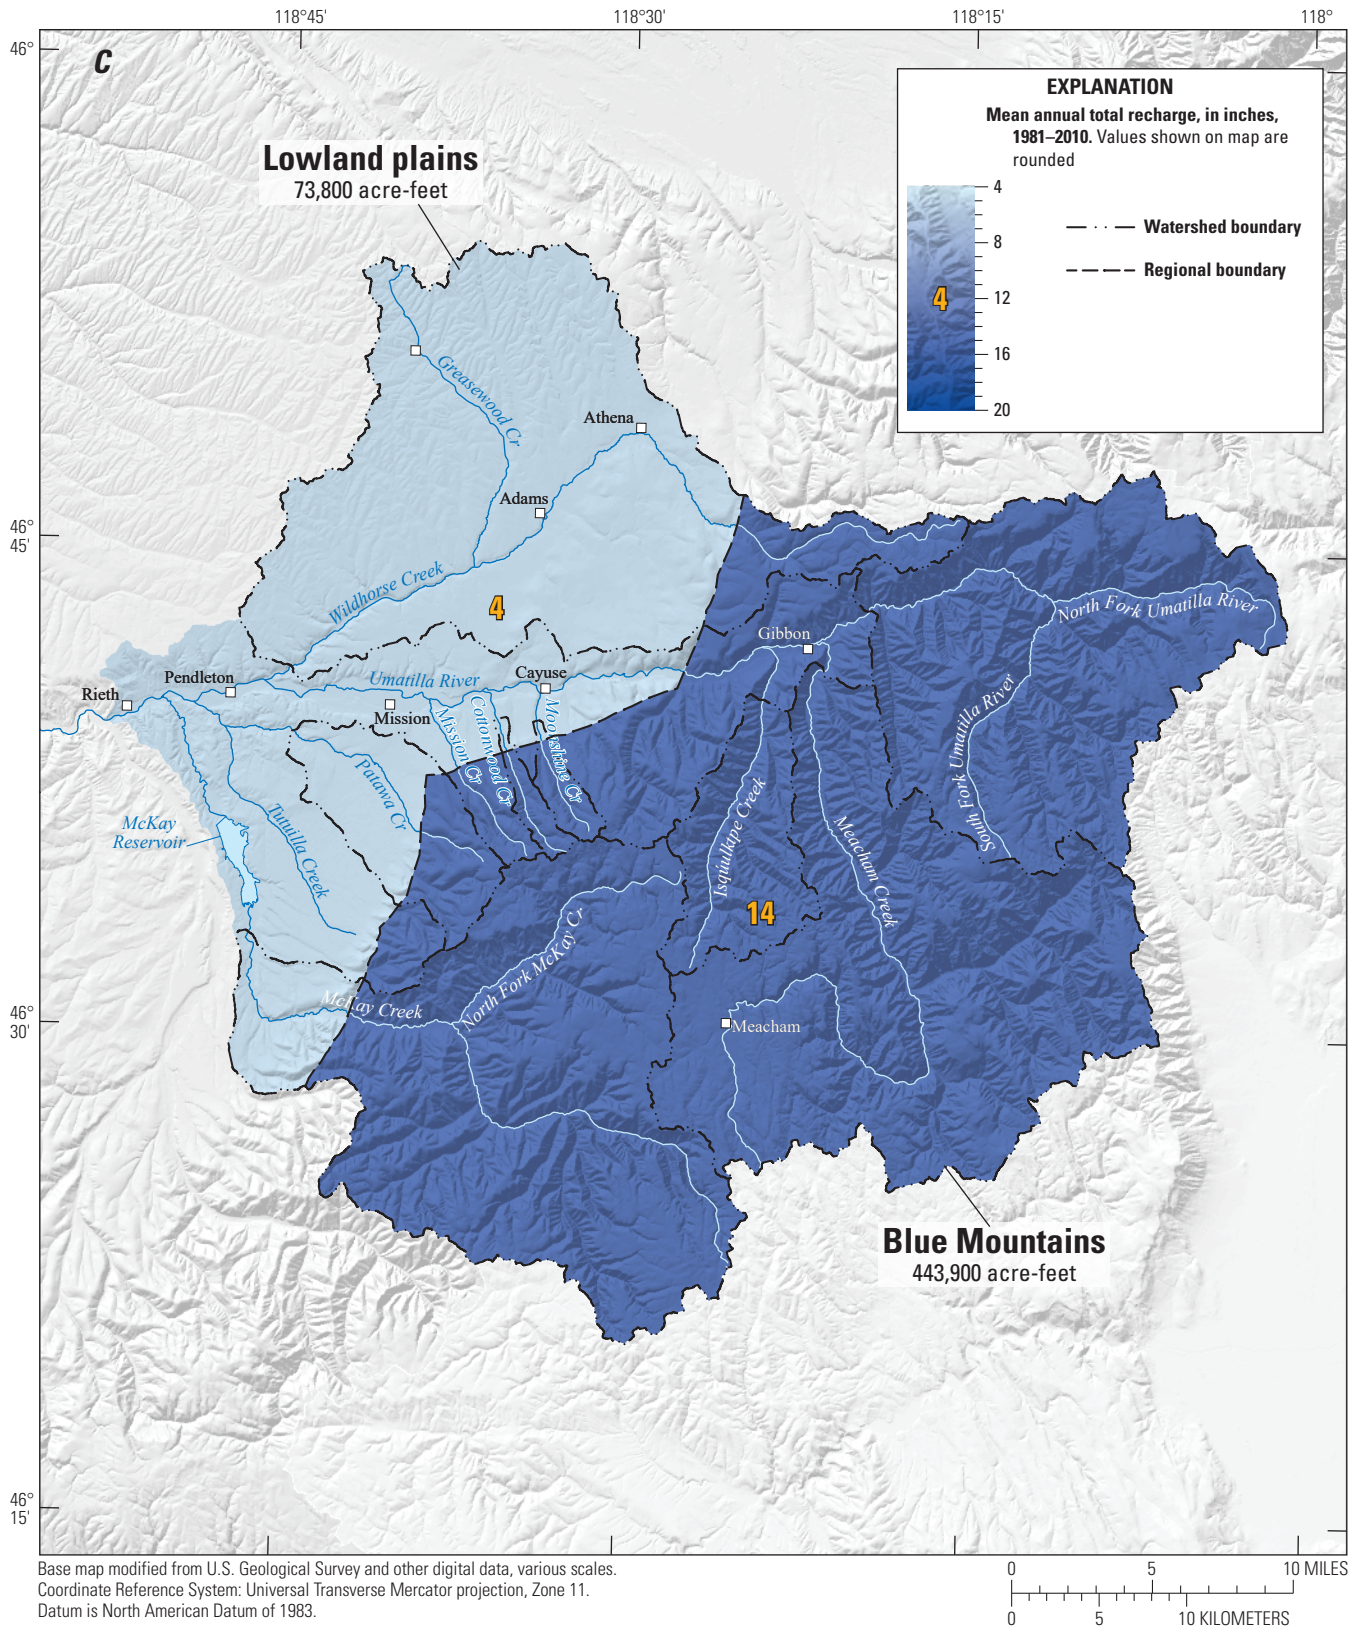 118°45'
118°30'
118°15'
118°
46°
C
EXPLANATION
Mean annual total recharge, in inches,
1981–2010. Values shown on map are
rounded
4
8
12
16
20
4
Watershed boundary
Regional boundary
Lowland plains
73,800 acre-feet
Greasewood Cr
Athena
Adams
46°
45'
Wildhorse Creek
4
North Fork Umatilla River
Gibbon
Pendleton
Umatilla River
Cayuse
Rieth
Mission
Mission Cr
Cottonwood Cr
Moonshine Cr
South Fork Umatilla River
Patawa Cr
Tutuilla Creek
McKay
Reservoir
Isquulktpe Creek
Meacham Creek
14
North Fork McKay Cr
McKay Creek
46°
30'
Meacham
Blue Mountains
443,900 acre-feet
46°
15'
Base map modified from U.S. Geological Survey and other digital data, various scales.
Coordinate Reference System: Universal Transverse Mercator projection, Zone 11.
Datum is North American Datum of 1983.
0 5 10 MILES
0 5 10 KILOMETERS